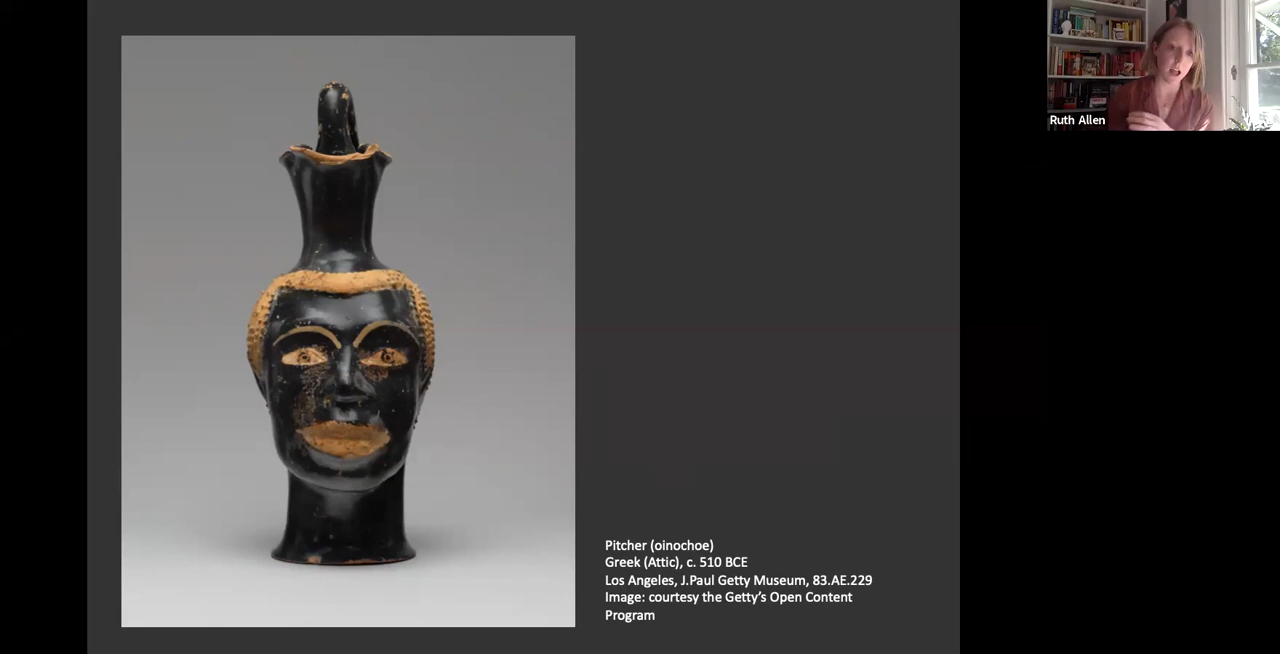 Ruth Allen
Pitcher (oinochoe)
Greek (Attic), c. 510 BCE
Los Angeles, J.Paul Getty Museum, 83.AE.229
Image: courtesy the Getty’s Open Content
Program